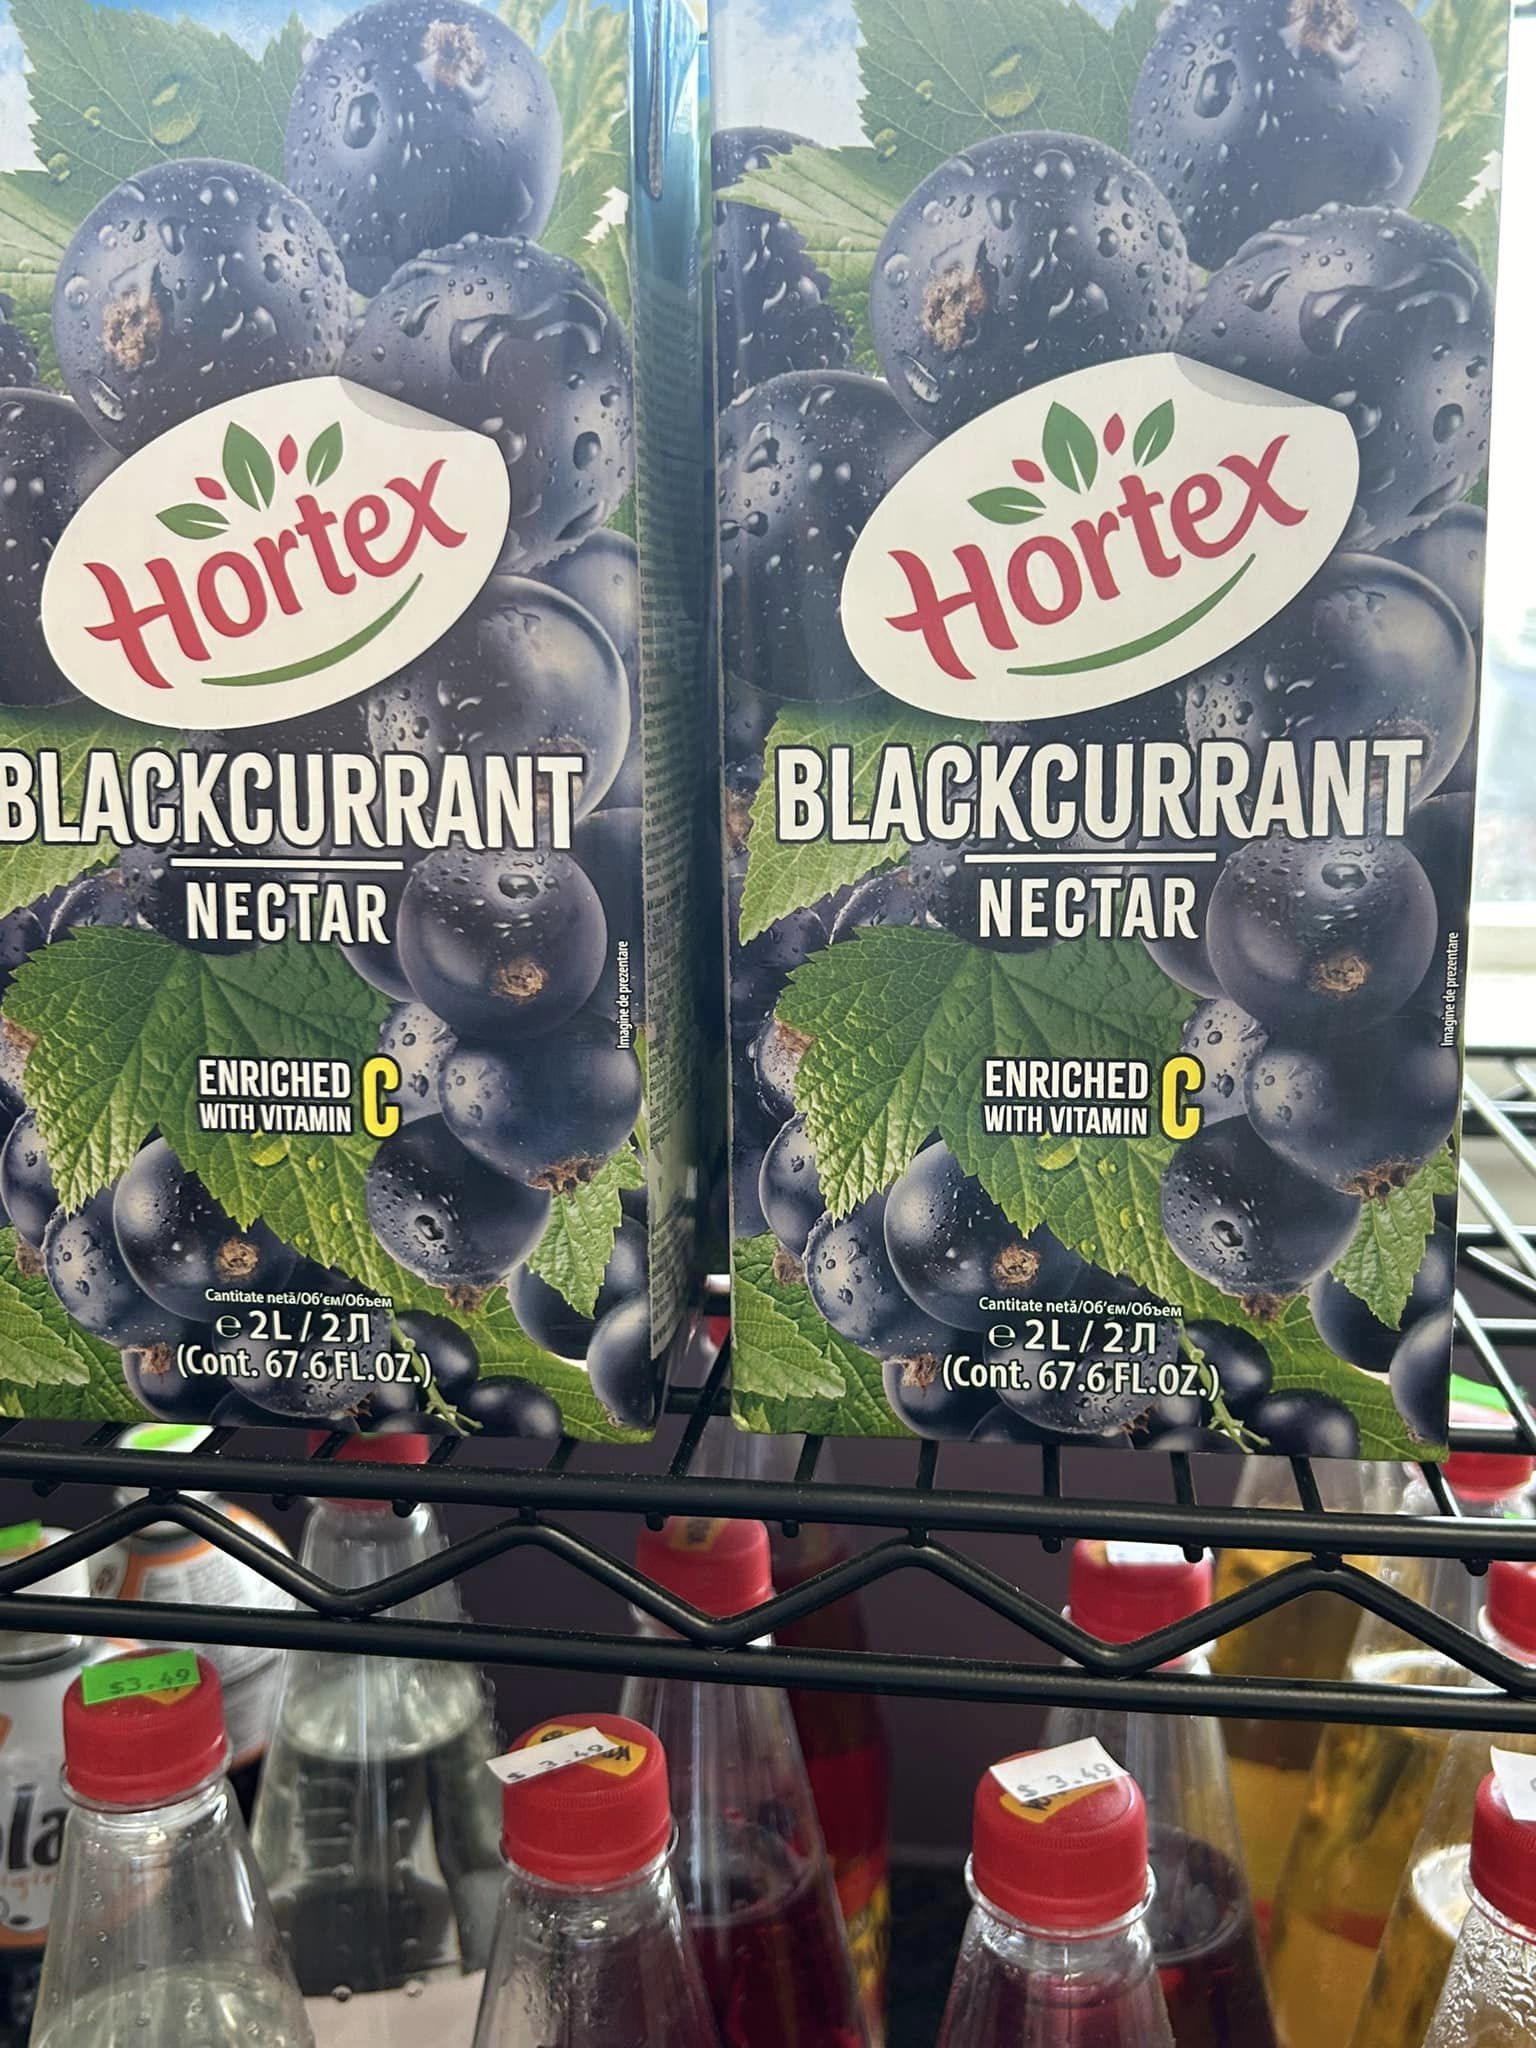 Hortex
BLACKCURRANT
NECTAR
Imagine de prezentare
ENRICHED
WITH VITAMIN C
Cantitate netă/Об'єм/Объем
℮ 2L / 2Л
(Cont. 67.6 FL.OZ.)
Hortex
BLACKCURRANT
NECTAR
Imagine de prezentare
ENRICHED
WITH VITAMIN C
Cantitate netă/Об'єм/Объем
℮ 2L / 2Л
(Cont. 67.6 FL.OZ.)
$3.49
$ 3.49
$ 3.49
la